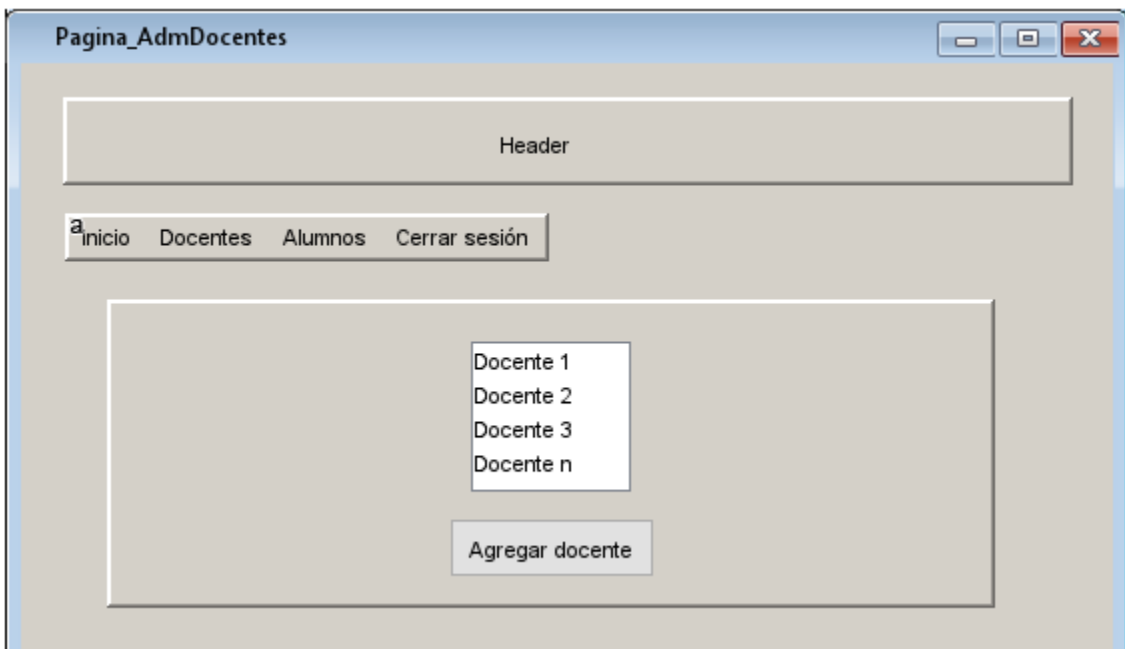 Pagina_AdmDocentes
Header
a
inicio Docentes Alumnos Cerrar sesión
Docente 1
Docente 2
Docente 3
Docente n
Agregar docente